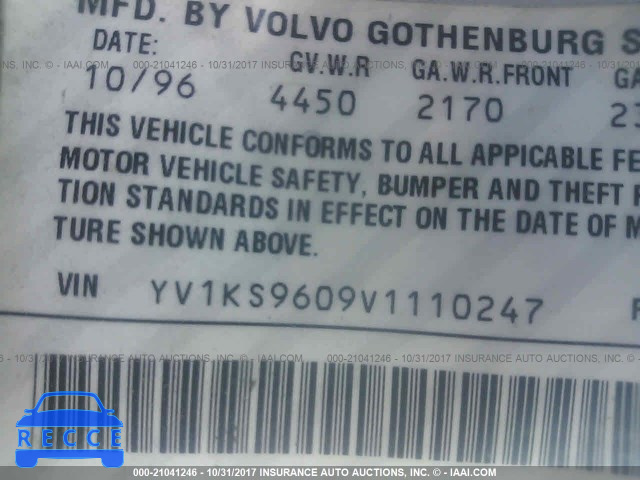 MFD. BY VOLVO GOTHENBURG S
DATE: GV.W.R GA.W.R.FRONT GA
10/96 4450 2170 23
THIS VEHICLE CONFORMS TO ALL APPICABLE FE
MOTOR VEHICLE SAFETY, BUMPER AND THEFT
TION STANDARDS IN EFFECT ON THE DATE OF M
TURE SHOWN ABOVE.
VIN YV1KS9609V1110247
RECCE
000-21041246 - 10/31/2017 INSURANCE AUTO AUCTIONS, INC. - IAAI.COM